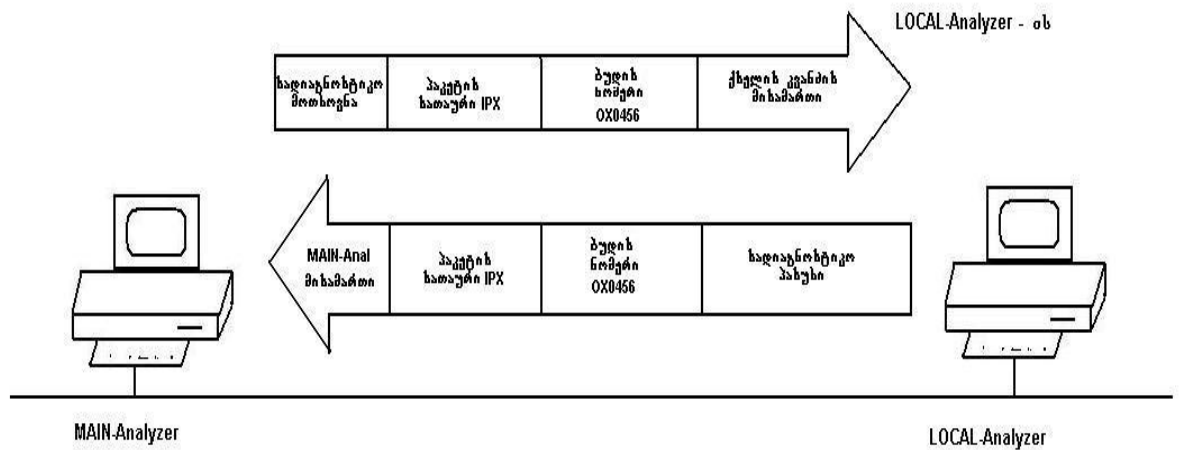 LOCAL-Analyzer - ის
სადიაგნოსტიკო
მოთხოვნა
პაკეტის
სათაური IPX
ბუდის
ნომერი
OX0456
ქსელის კვანძის
მისამართი
MAIN-Anal
მისამართი
პაკეტის
სათაური IPX
ბუდის
ნომერი
OX0456
სადიაგნოსტიკო
პასუხი
MAIN-Analyzer
LOCAL-Analyzer